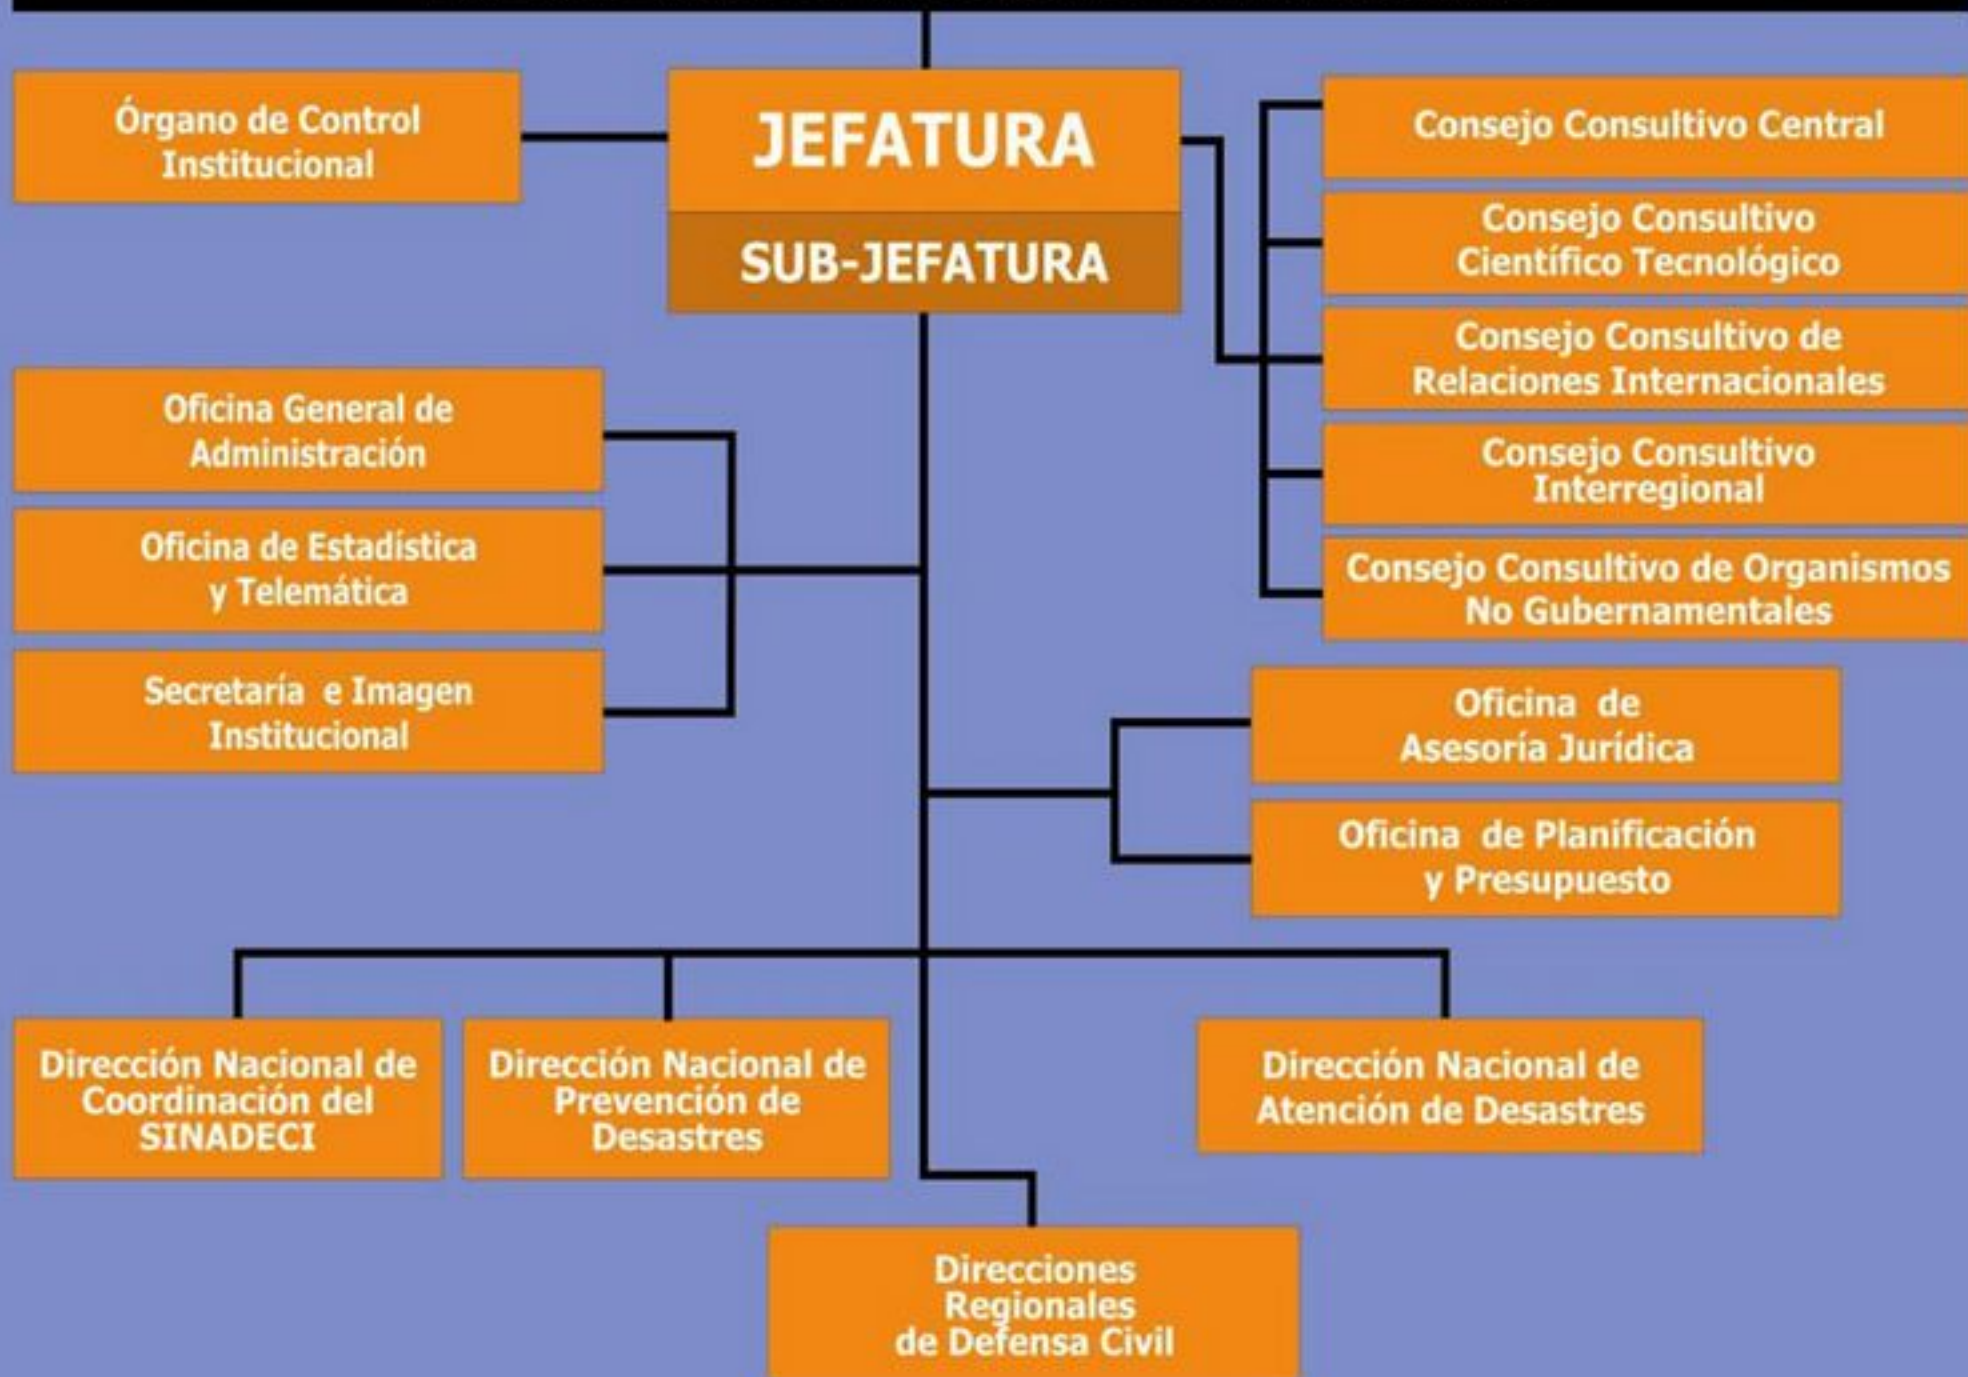 Órgano de Control
Institucional
JEFATURA
SUB-JEFATURA
Consejo Consultivo Central
Consejo Consultivo
Científico Tecnológico
Consejo Consultivo de
Relaciones Internacionales
Consejo Consultivo
Interregional
Consejo Consultivo de Organismos
No Gubernamentales
Oficina General de
Administración
Oficina de Estadística
y Telemática
Secretaría e Imagen
Institucional
Oficina de
Asesoría Jurídica
Oficina de Planificación
y Presupuesto
Dirección Nacional de
Coordinación del
SINADECI
Dirección Nacional de
Prevención de
Desastres
Dirección Nacional de
Atención de Desastres
Direcciones
Regionales
de Defensa Civil